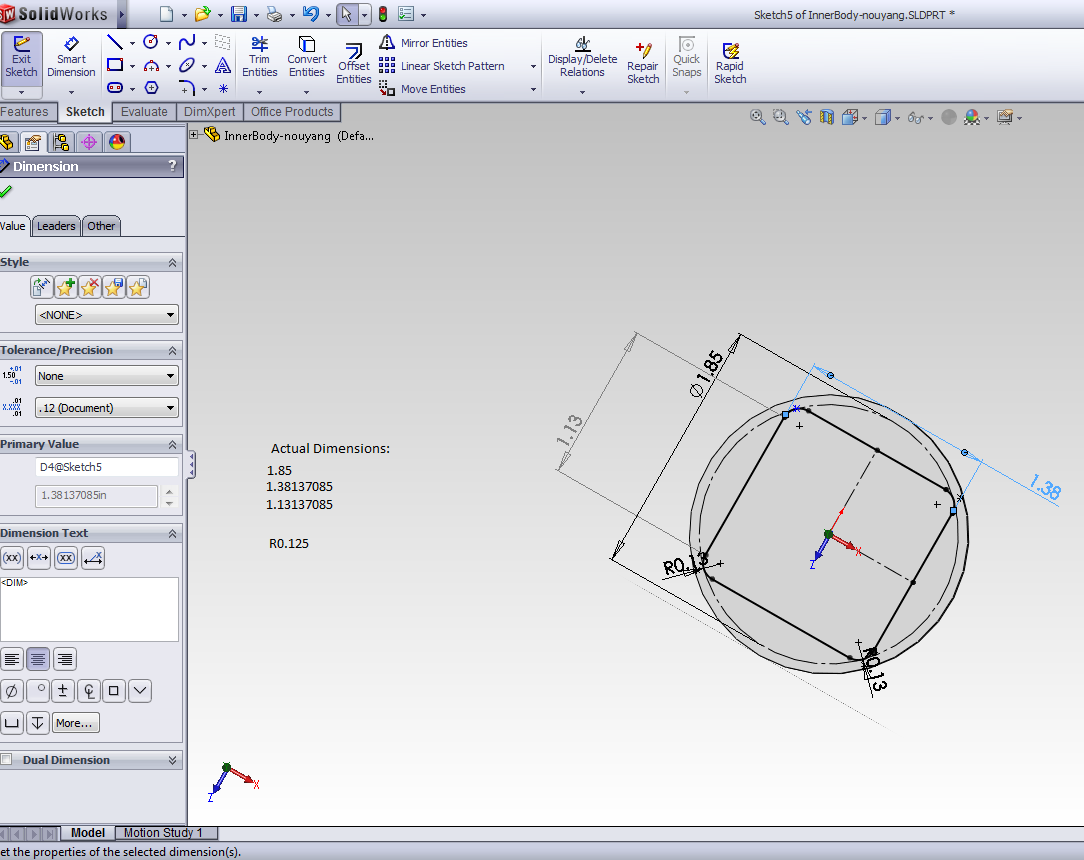 SolidWorks
Sketch5 of InnerBody-nouyang.SLDPRT *
Exit Sketch
Smart Dimension
Trim Entities
Convert Entities
Offset Entities
Mirror Entities
Linear Sketch Pattern
Move Entities
Display/Delete Relations
Repair Sketch
Quick Snaps
Rapid Sketch
Features
Sketch
Evaluate
DimXpert
Office Products
InnerBody-nouyang (Defa...
Dimension
?
Value
Leaders
Other
Style
<NONE>
Tolerance/Precision
None
.12 (Document)
Primary Value
D4@Sketch5
1.38137085in
Dimension Text
(xx)
<DIM>
More...
Dual Dimension
Actual Dimensions:
1.85
1.38137085
1.13137085
R0.125
1.13
∅1.85
1.38
R0.13
R0.13
X
Z
X
Z
Model
Motion Study 1
et the properties of the selected dimension(s).